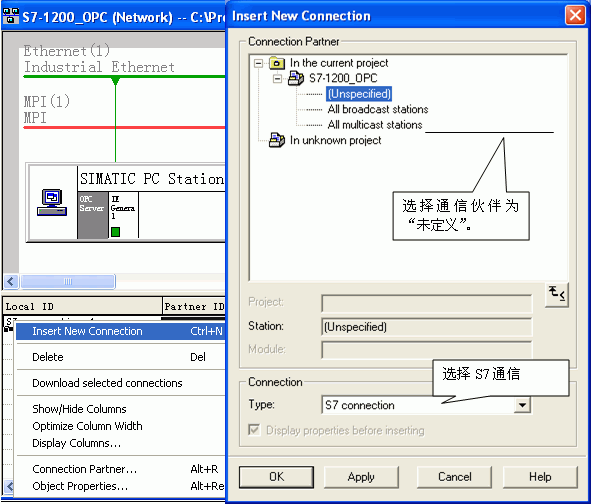 S7-1200_OPC (Network) -- C:\Pro
Ethernet(1)
Industrial Ethernet
MPI(1)
MPI
SIMATIC PC Station
OPC
Server
IE
Genera
l
Local ID
Partner ID
Insert New Connection Ctrl+N
Delete Del
Download selected connections
Show/Hide Columns
Optimize Column Width
Display Columns...
Connection Partner... Alt+R
Object Properties... Alt+Re
Insert New Connection
Connection Partner
In the current project
S7-1200_OPC
(Unspecified)
All broadcast stations
All multicast stations
In unknown project
选择通信伙伴为
“未定义”。
Project:
Station: (Unspecified)
Module:
Connection
选择 S7通信
Type: S7 connection
Display properties before inserting
OK Apply Cancel Help